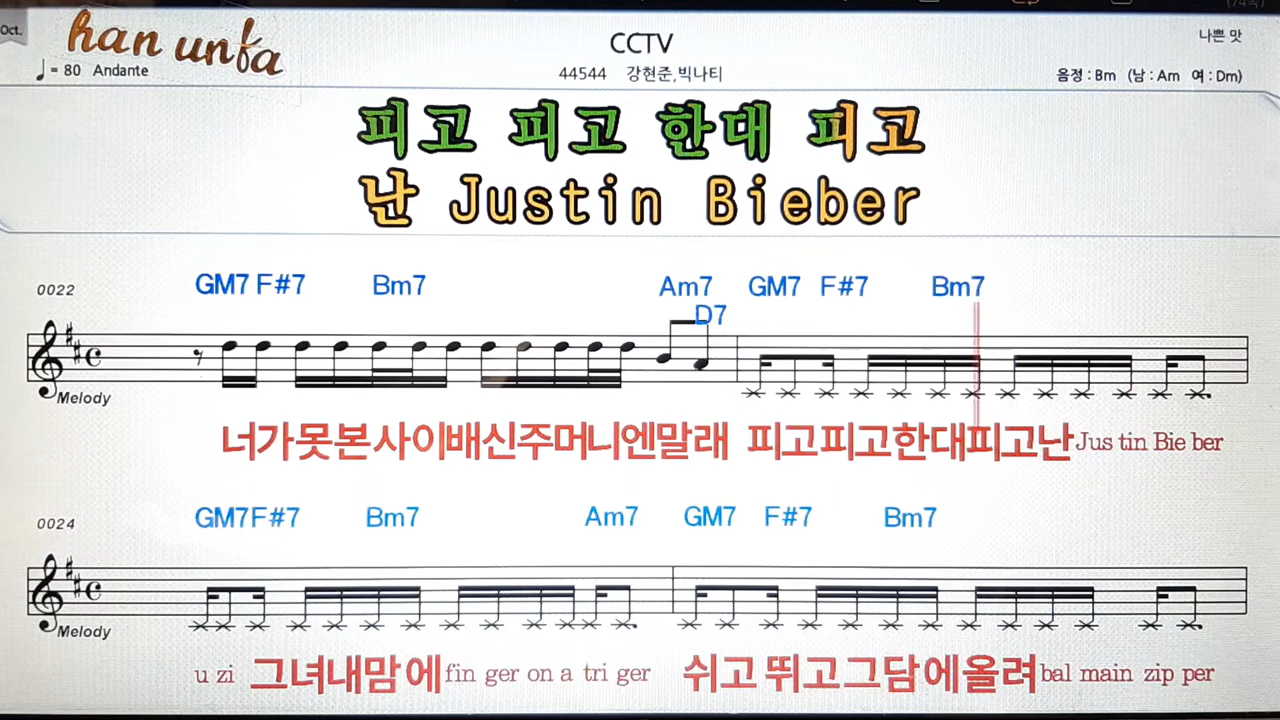 Oct.
han unfa
(74곡)
CCTV
나쁜 맛
♩= 80 Andante
44544 강현준,빅나티
음정 : Bm (남 : Am 여 : Dm)
피고 피고 한대 피고
난 Justin Bieber
0022
GM7 F#7 Bm7 Am7 D7 GM7 F#7 Bm7
Melody
너가못본사이배신주머니엔말래 피고피고한대피고난Jus tin Bie ber
0024
GM7F#7 Bm7 Am7 GM7 F#7 Bm7
Melody
u zi 그녀내맘에fin ger on a tri ger 쉬고뛰고그담에올려bal main zip per